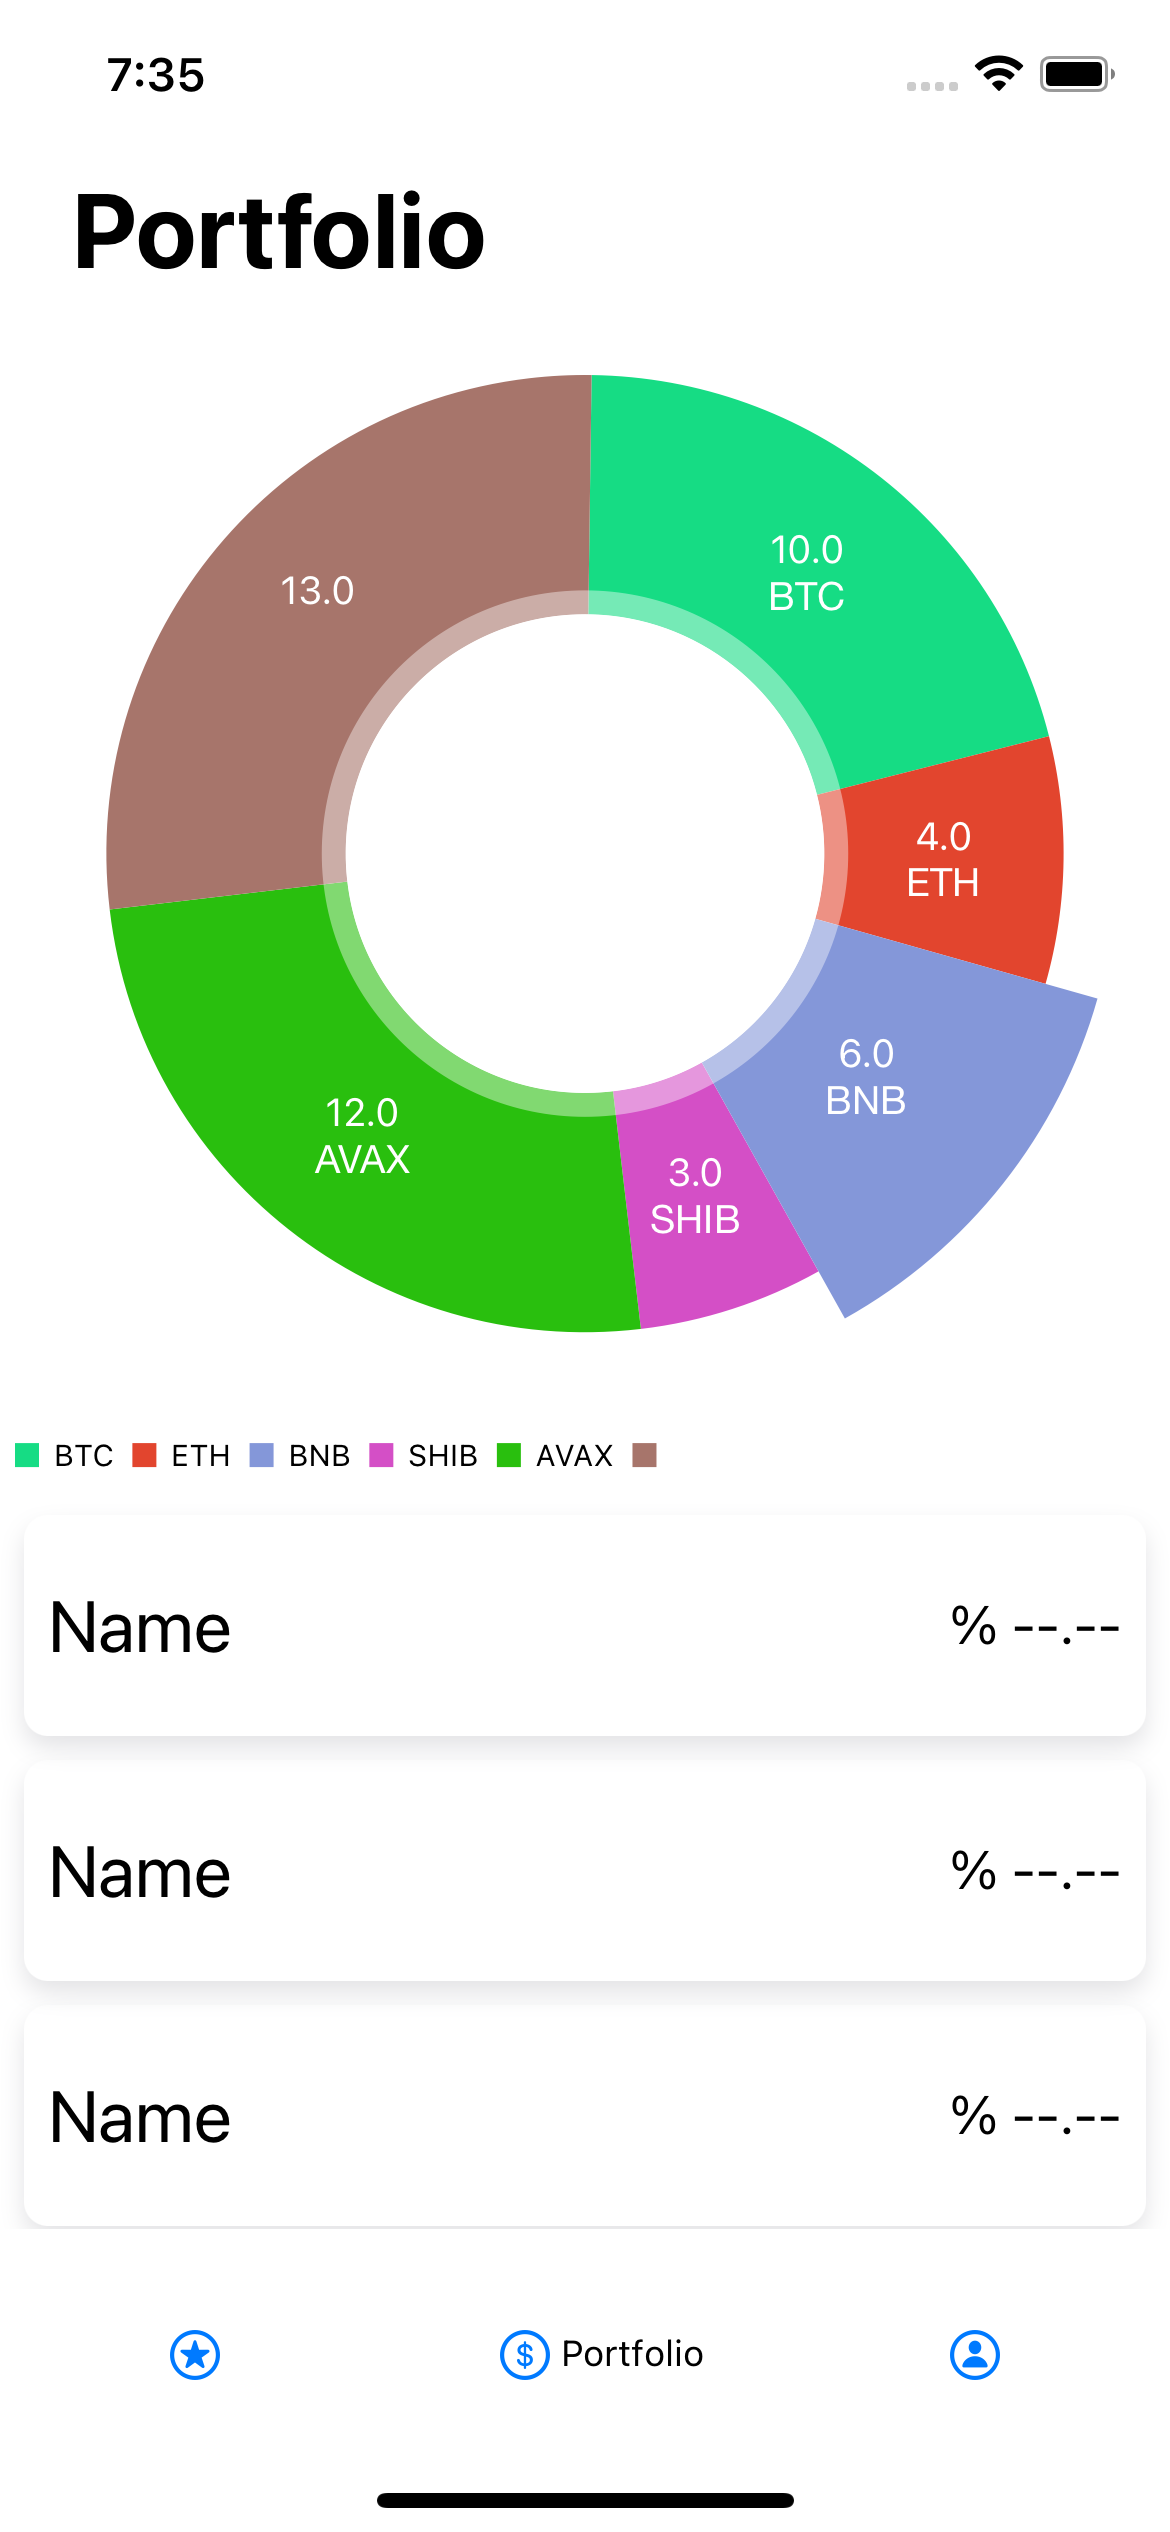 7:35
Portfolio
10.0
BTC
13.0
4.0
ETH
6.0
BNB
12.0
AVAX
3.0
SHIB
BTC ETH BNB SHIB AVAX
Name % --.--
Name % --.--
Name % --.--
$ Portfolio